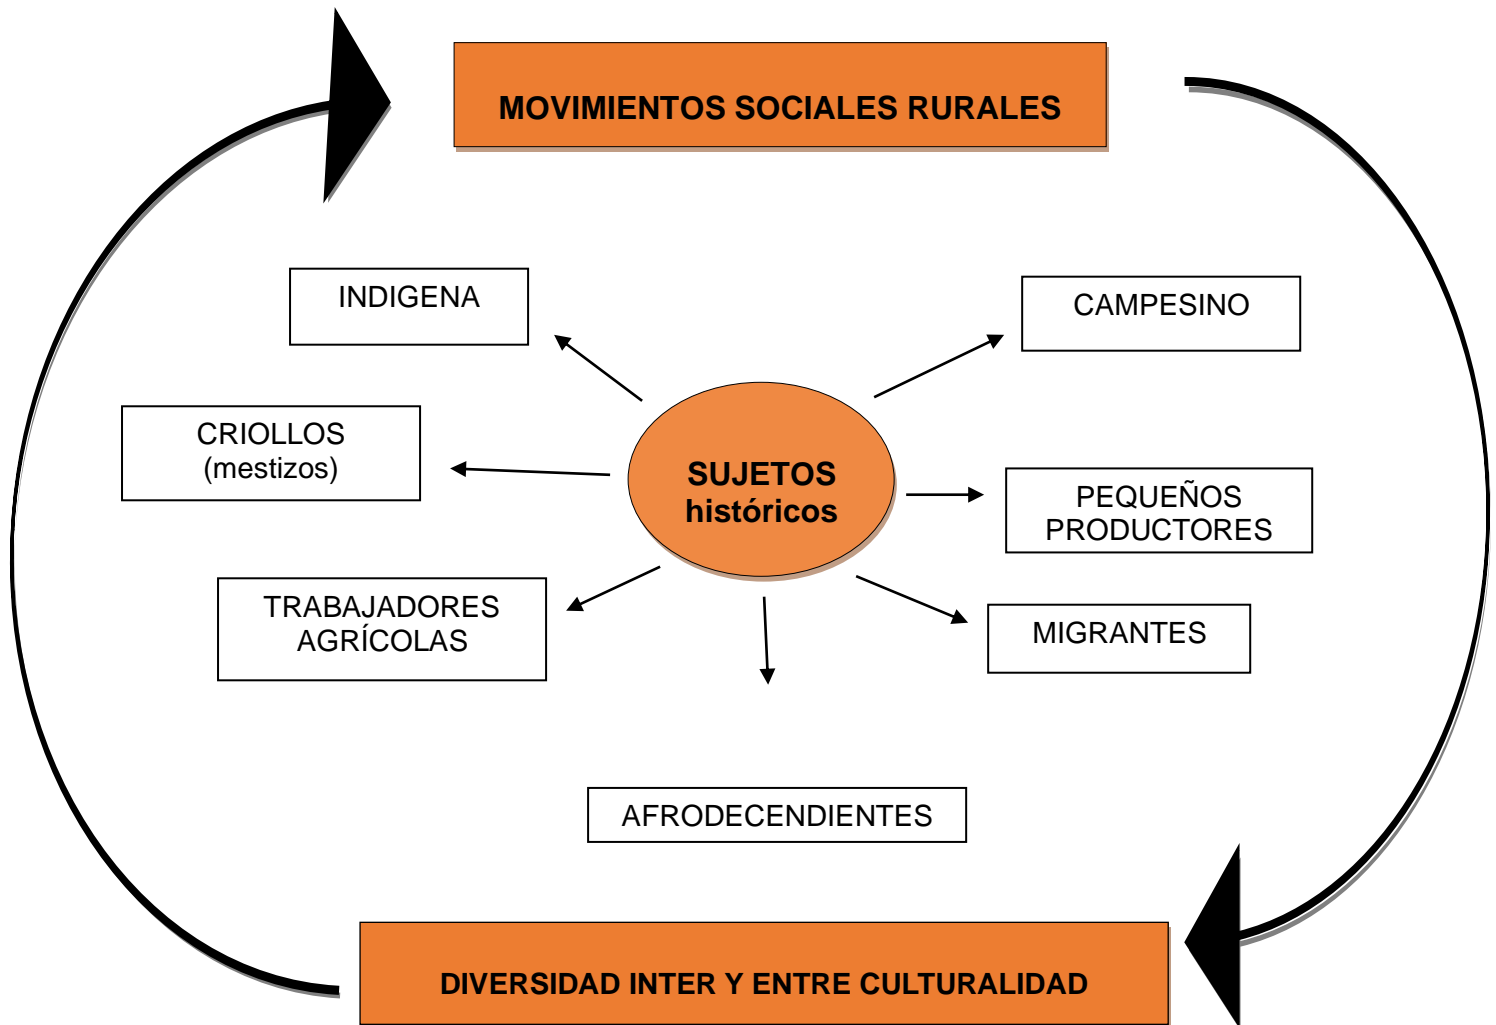 MOVIMIENTOS SOCIALES RURALES
INDIGENA
CAMPESINO
CRIOLLOS
(mestizos)
SUJETOS
históricos
PEQUEÑOS
PRODUCTORES
TRABAJADORES
AGRÍCOLAS
MIGRANTES
AFRODECENDIENTES
DIVERSIDAD INTER Y ENTRE CULTURALIDAD